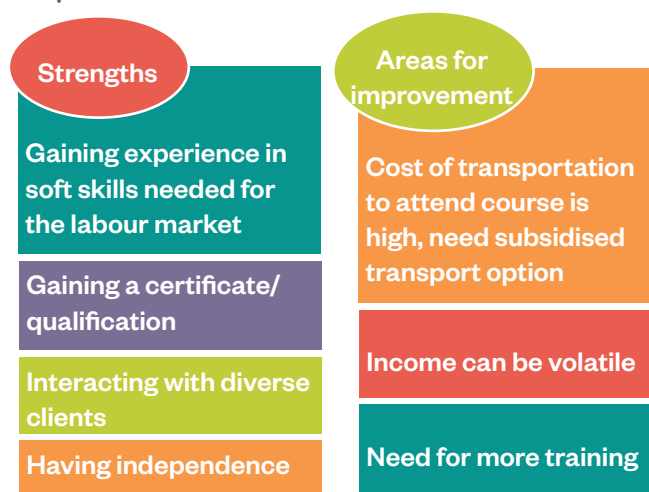 Strengths
Gaining experience in
soft skills needed for
the labour market
Gaining a certificate/
qualification
Interacting with diverse
clients
Having independence
Areas for
improvement
Cost of transportation
to attend course is
high, need subsidised
transport option
Income can be volatile
Need for more training